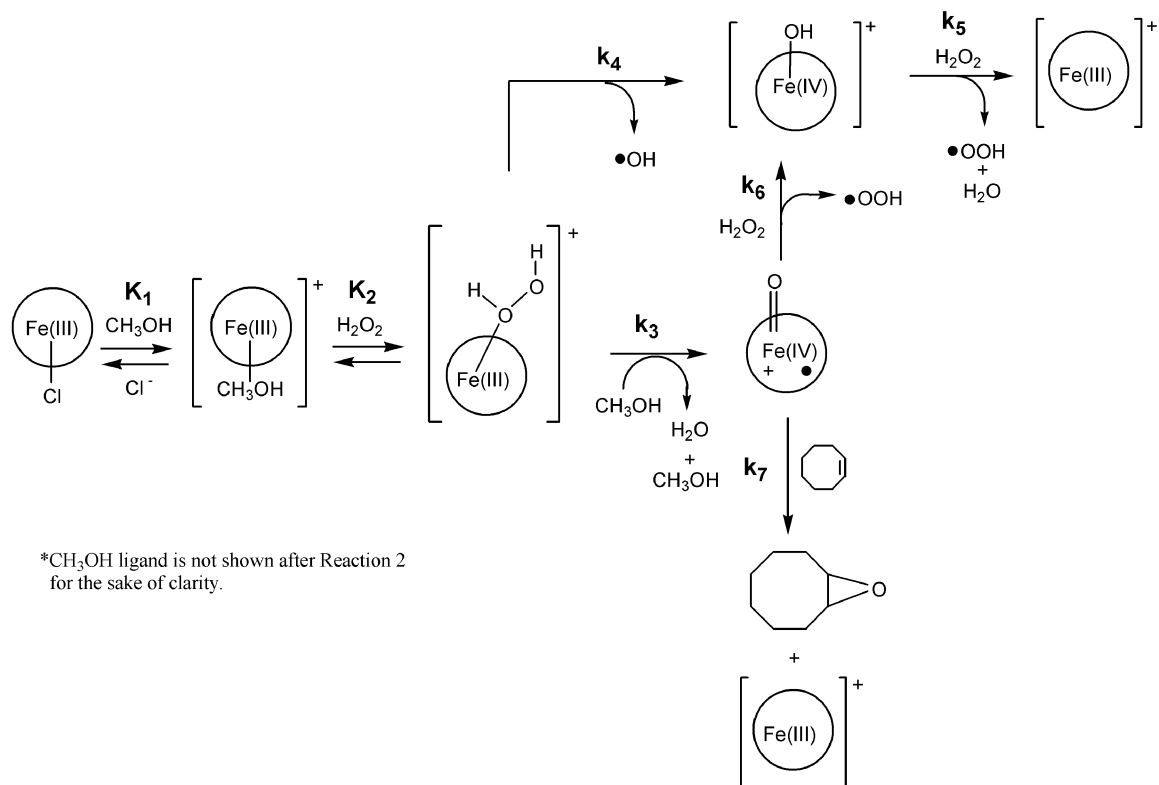 OH
+
k5
+
k4
Fe(IV)
H2O2
Fe(III)
•OH
•OOH
+
H2O
k6
•OOH
H2O2
+
H
O
+
H
O
O
K1
K2
k3
Fe(III)
CH3OH
Fe(III)
H2O2
Fe(III)
Fe(IV)
+ •
Cl
Cl-
CH3OH
CH3OH
H2O
+
CH3OH
k7
*CH3OH ligand is not shown after Reaction 2
for the sake of clarity.
O
+
+
Fe(III)